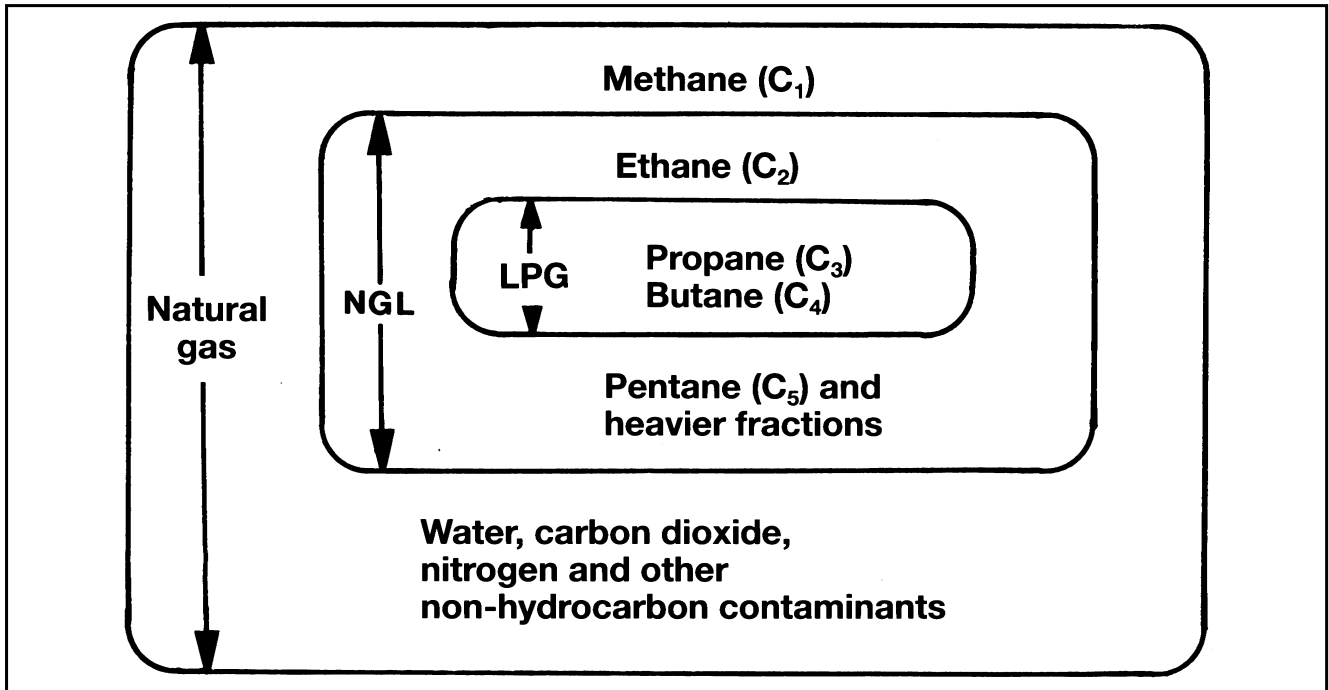 Methane (C₁)
Ethane (C₂)
Propane (C₃)
Butane (C₄)
LPG
NGL
Natural
gas
Pentane (C₅) and
heavier fractions
Water, carbon dioxide,
nitrogen and other
non-hydrocarbon contaminants